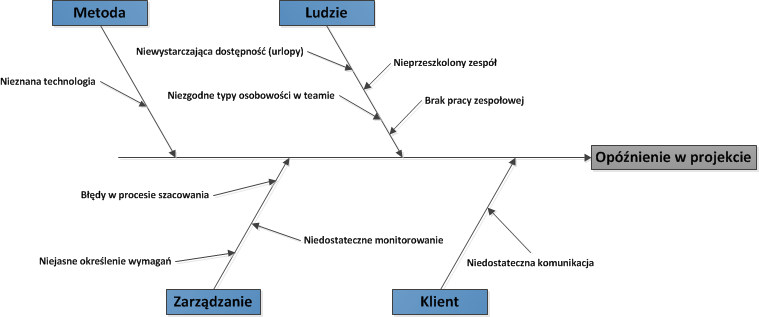 Metoda
Ludzie
Niewystarczająca dostępność (urlopy)
Nieprzeszkolony zespół
Nieznana technologia
Niezgodne typy osobowości w teamie
Brak pracy zespołowej
Opóźnienie w projekcie
Błędy w procesie szacowania
Niedostateczne monitorowanie
Niejasne określenie wymagań
Niedostateczna komunikacja
Zarządzanie
Klient